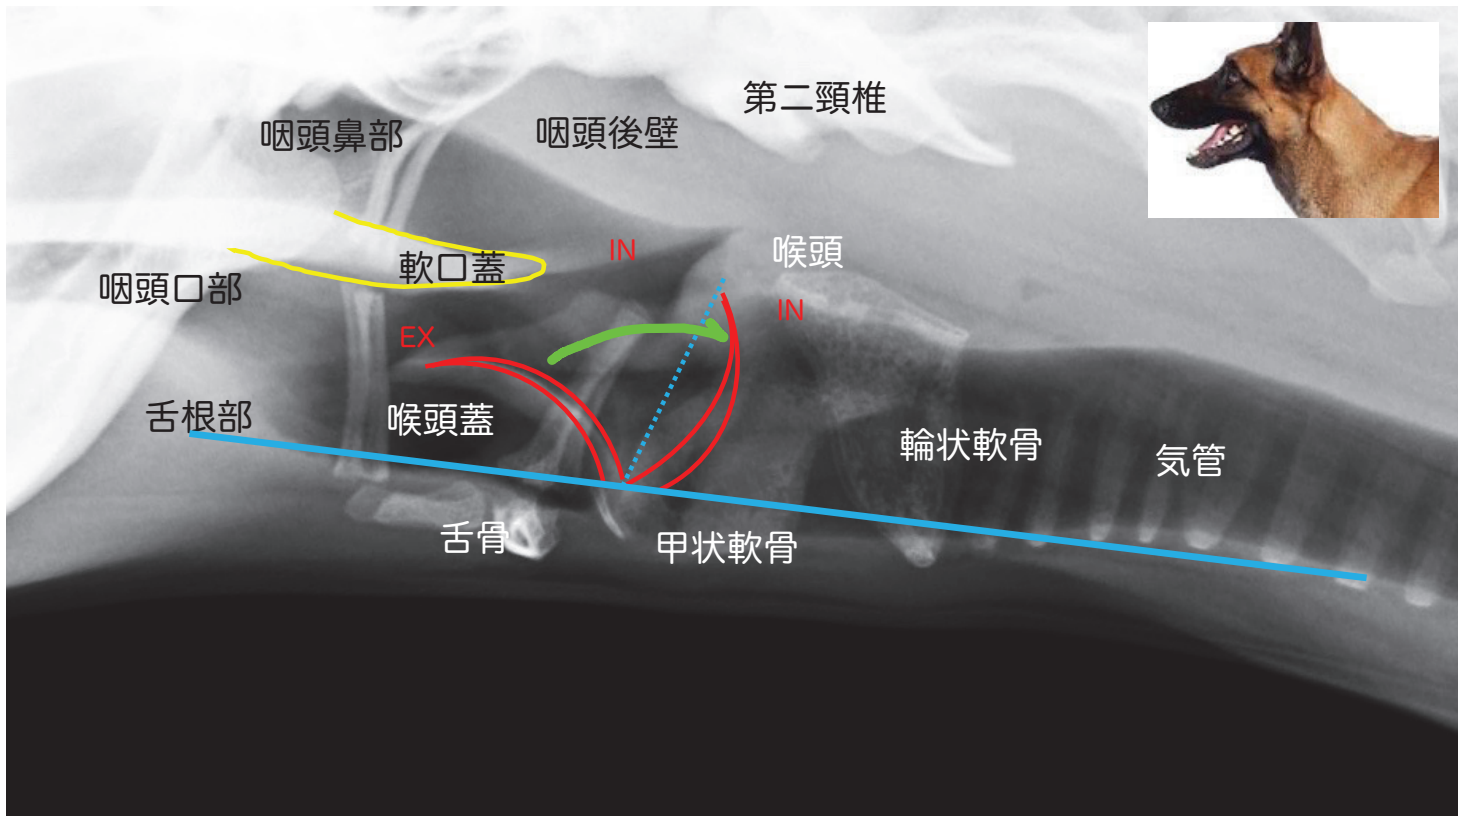 第二頸椎
咽頭鼻部
咽頭後壁
IN
喉頭
軟口蓋
咽頭口部
IN
EX
舌根部
喉頭蓋
輪状軟骨
気管
舌骨
甲状軟骨